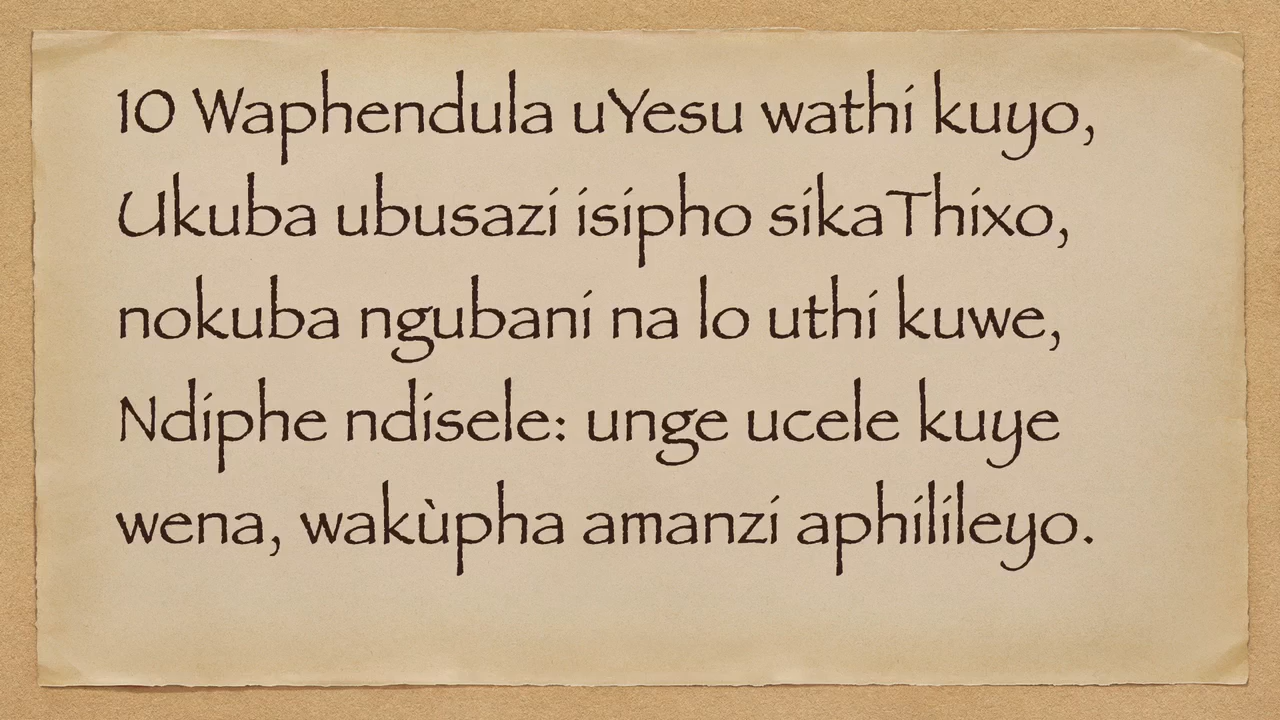 10 Waphendula uYesu wathi kuyo,
Ukuba ubusazi isipho sikaThixo,
nokuba ngubani na lo uthi kuwe,
Ndiphe ndisele: unge ucele kuye
wena, wakùpha amanzi aphilileyo.